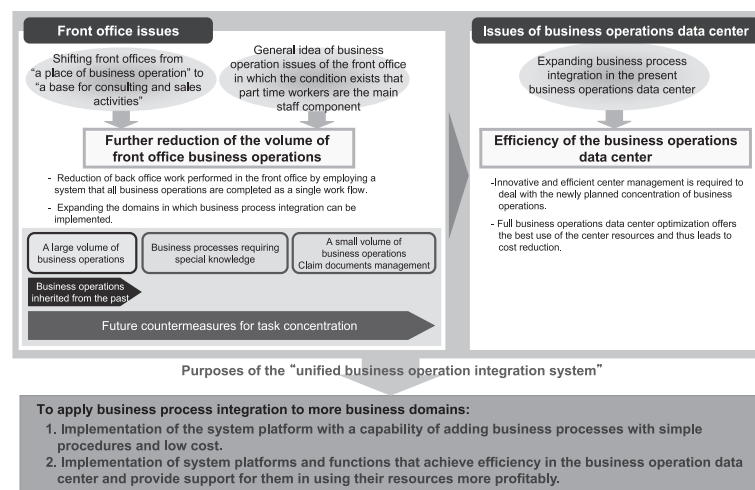 Front office issues
Shifting front offices from
“a place of business operation” to
“a base for consulting and sales
activities”
General idea of business
operation issues of the front office
in which the condition exists that
part time workers are the main
staff component
Further reduction of the volume of
front office business operations
- Reduction of back office work performed in the front office by employing a
system that all business operations are completed as a single work flow.
- Expanding the domains in which business process integration can be
implemented.
A large volume of
business operations
Business processes requiring
special knowledge
A small volume of
business operations
Claim documents management
Business operations
inherited from the past
Future countermeasures for task concentration
Issues of business operations data center
Expanding business process
integration in the present
business operations data center
Efficiency of the business operations
data center
-Innovative and efficient center management is required to
deal with the newly planned concentration of business
operations.
- Full business operations data center optimization offers
the best use of the center resources and thus leads to
cost reduction.
Purposes of the “unified business operation integration system”
To apply business process integration to more business domains:
1. Implementation of the system platform with a capability of adding business processes with simple
procedures and low cost.
2. Implementation of system platforms and functions that achieve efficiency in the business operation data
center and provide support for them in using their resources more profitably.